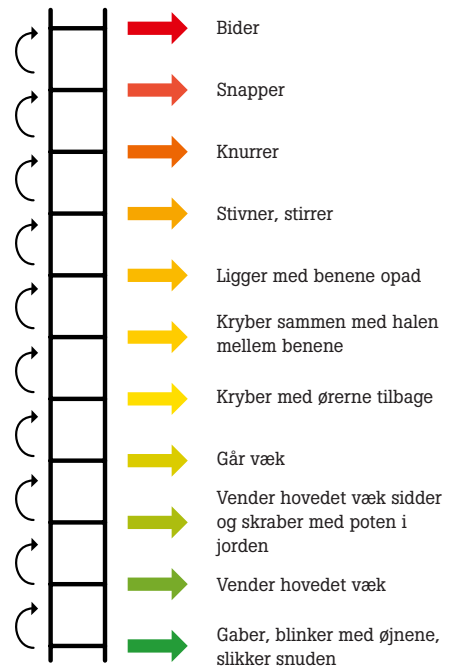 Bider
Snapper
Knurrer
Stivner, stirrer
Ligger med benene opad
Kryber sammen med halen
mellem benene
Kryber med ørerne tilbage
Går væk
Vender hovedet væk sidder
og skraber med poten i
jorden
Vender hovedet væk
Gaber, blinker med øjnene,
slikker snuden